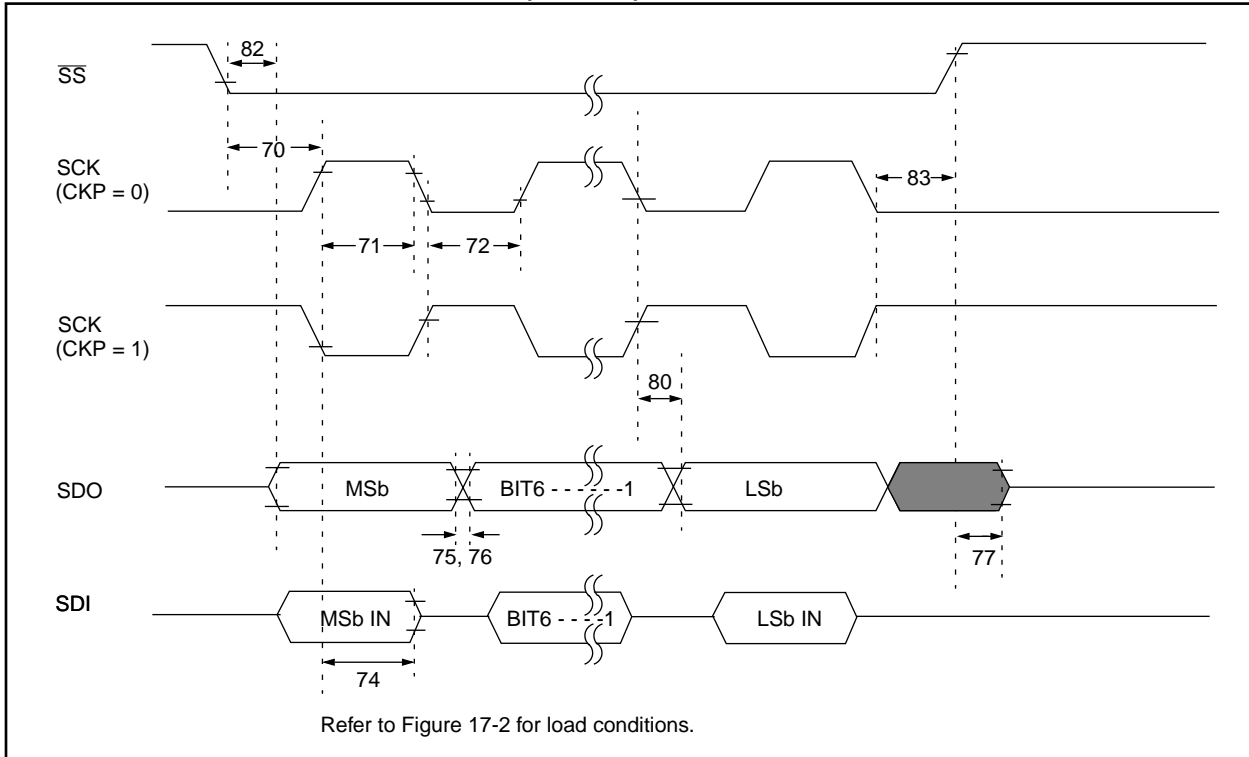 82
SS
70
SCK
(CKP = 0)
83
71
72
SCK
(CKP = 1)
80
SDO
MSb
BIT6 - - - - - -1
LSb
75, 76
77
SDI
MSb IN
BIT6 - - - -1
LSb IN
74
Refer to Figure 17-2 for load conditions.